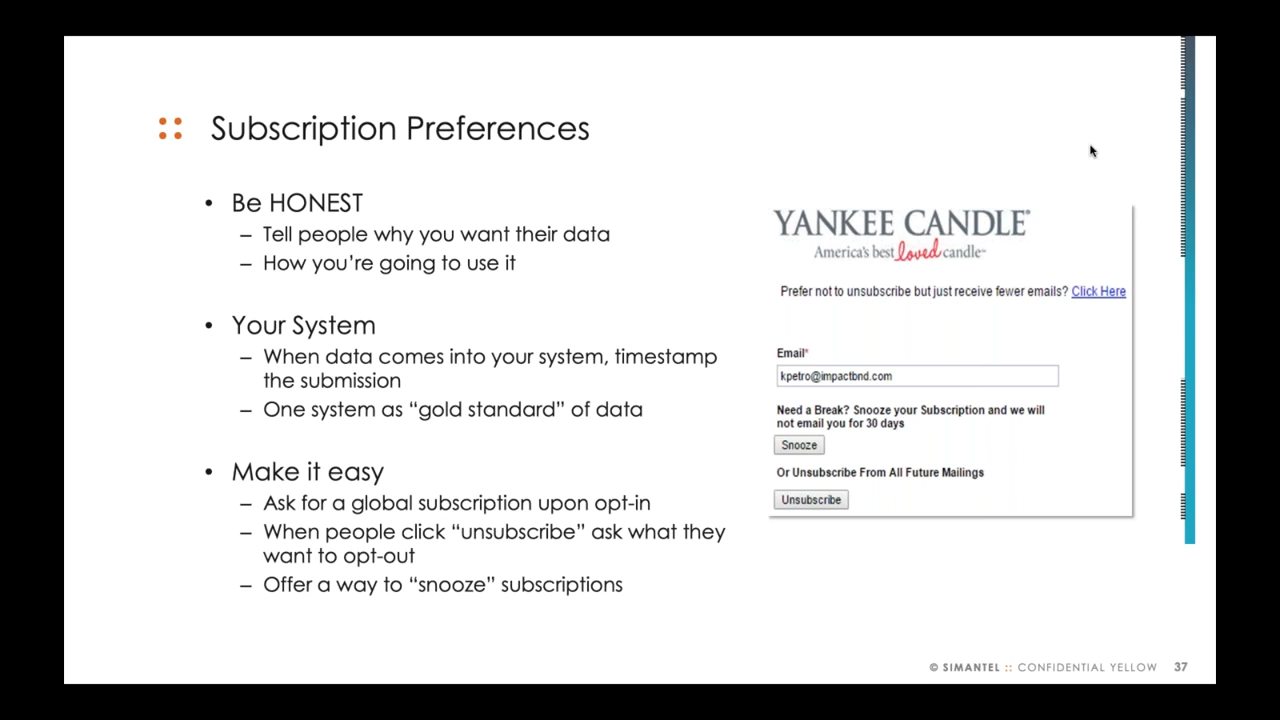 Subscription Preferences
• Be HONEST
– Tell people why you want their data
– How you’re going to use it
• Your System
– When data comes into your system, timestamp
the submission
– One system as “gold standard” of data
• Make it easy
– Ask for a global subscription upon opt-in
– When people click “unsubscribe” ask what they
want to opt-out
– Offer a way to “snooze” subscriptions
YANKEE CANDLE®
America's best loved candle™
Prefer not to unsubscribe but just receive fewer emails? Click Here
Email*
kpetro@impactbnd.com
Need a Break? Snooze your Subscription and we will
not email you for 30 days
Snooze
Or Unsubscribe From All Future Mailings
Unsubscribe
© SIMANTEL :: CONFIDENTIAL YELLOW 37